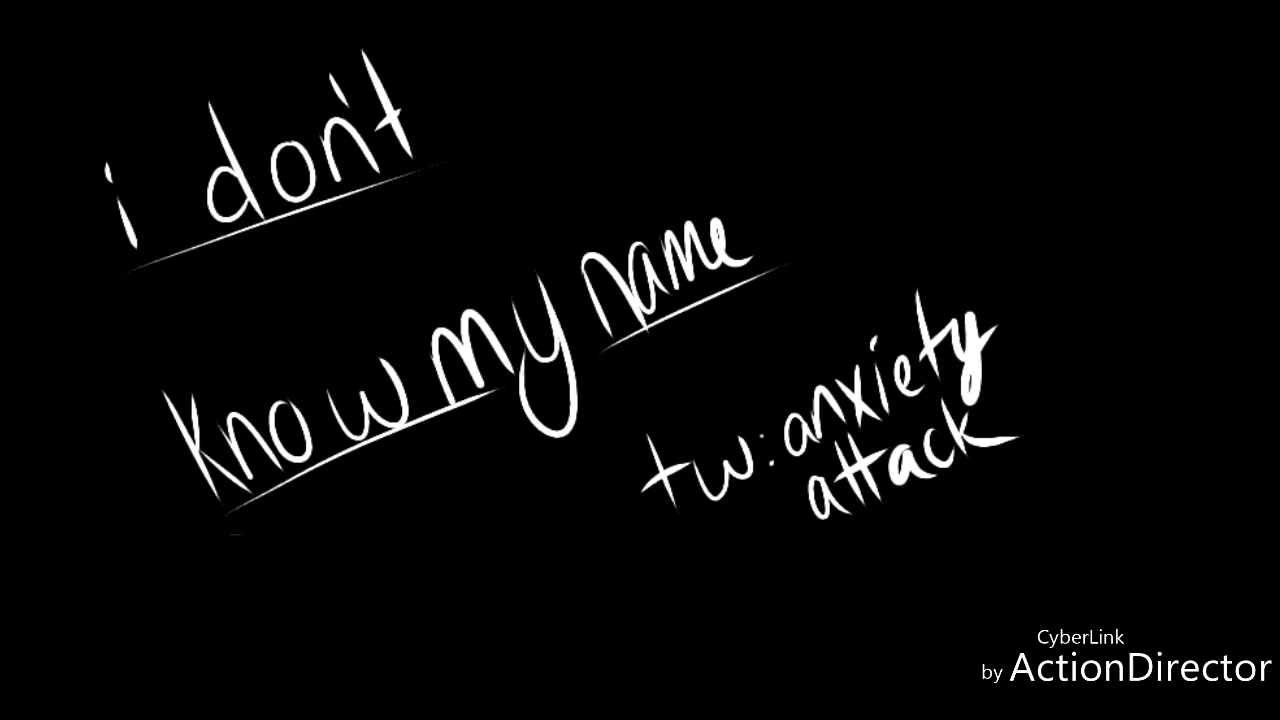 i don't
know my name
tw: anxiety
attack
CyberLink
by ActionDirector